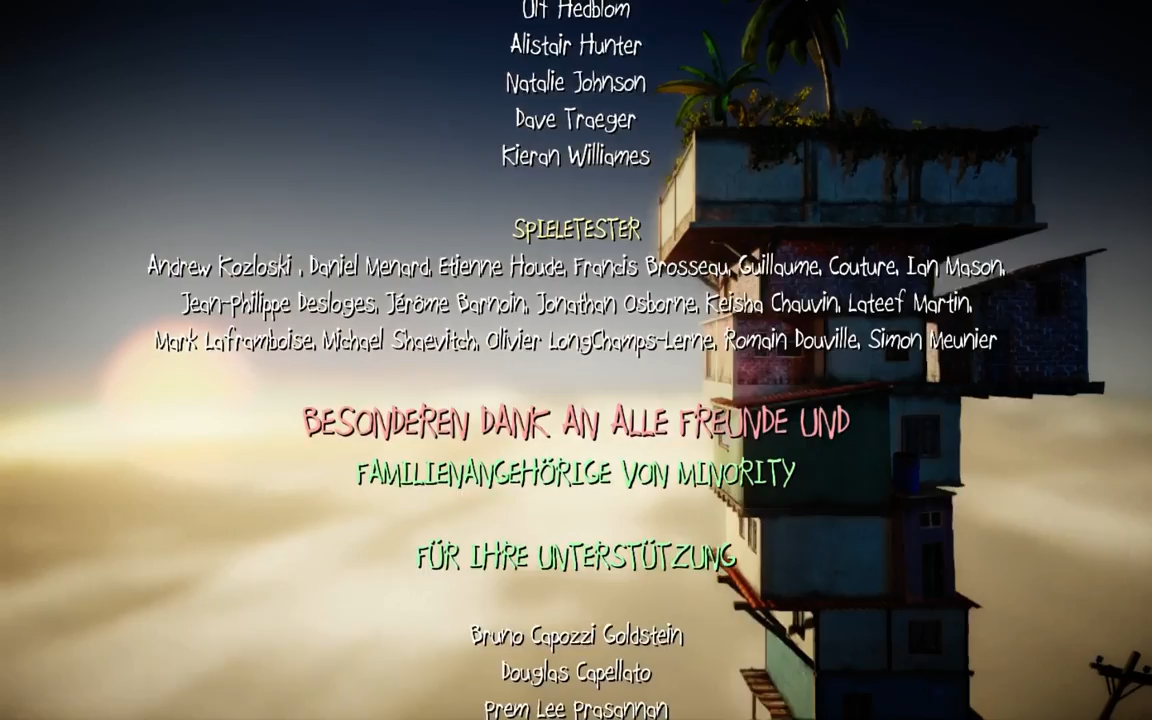 Ulf Hedblom
Alistair Hunter
Natalie Johnson
Dave Traeger
Kieran Williames
SPIELETESTER
Andrew Kozloski , Daniel Menard, Etienne Houde, Francis Brosseau, Guillaume, Couture, Ian Mason,
Jean-Philippe Desloges, Jérôme Barnoin, Jonathan Osborne, Keisha Chauvin, Lateef Martin,
Mark Laframboise, Michael Shaevitch, Olivier LongChamps-Lerne, Romain Douville, Simon Meunier
BESONDEREN DANK AN ALLE FREUNDE UND
FAMILIENANGEHÖRIGE VON MINORITY
FÜR IHRE UNTERSTÜTZUNG
Bruno Capozzi Goldstein
Douglas Capellato
Prem Lee Prasannan